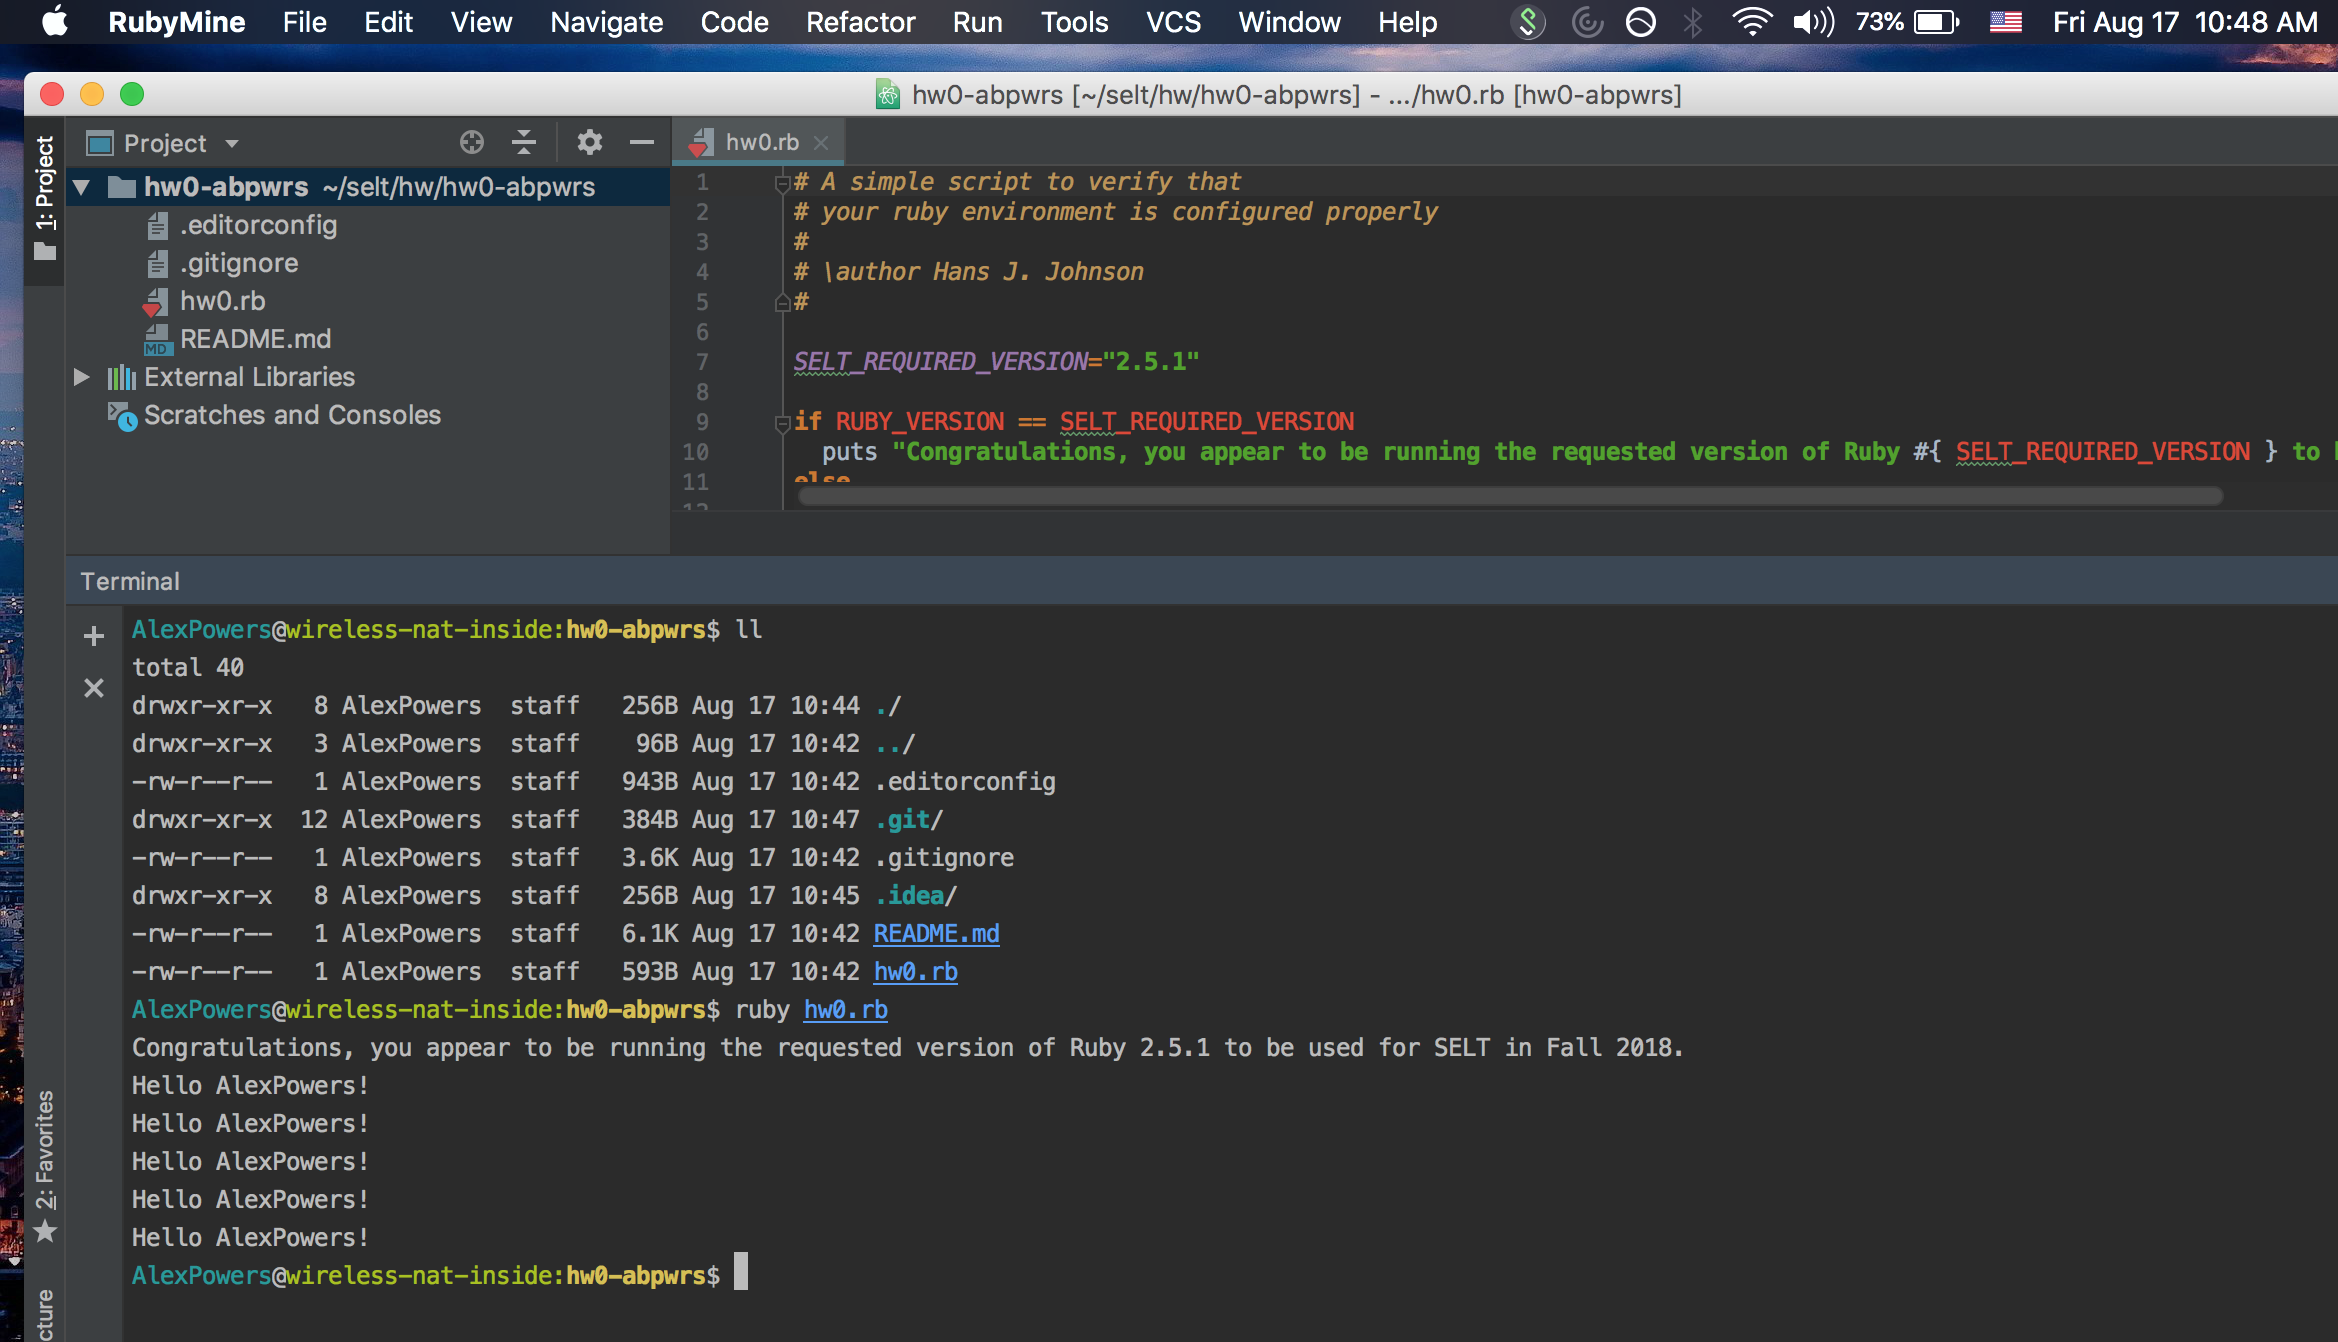 RubyMine File Edit View Navigate Code Refactor Run Tools VCS Window Help 73% Fri Aug 17 10:48 AM
hw0-abpwrs [~/selt/hw/hw0-abpwrs] - .../hw0.rb [hw0-abpwrs]
1: Project
Project
hw0-abpwrs ~/selt/hw/hw0-abpwrs
.editorconfig
.gitignore
hw0.rb
MD README.md
External Libraries
Scratches and Consoles
hw0.rb
1 # A simple script to verify that
2 # your ruby environment is configured properly
3 #
4 # \author Hans J. Johnson
5 #
6
7 SELT_REQUIRED_VERSION="2.5.1"
8
9 if RUBY_VERSION == SELT_REQUIRED_VERSION
10 puts "Congratulations, you appear to be running the requested version of Ruby #{ SELT_REQUIRED_VERSION } to
11 else
12
Terminal
AlexPowers@wireless-nat-inside:hw0-abpwrs$ ll
total 40
drwxr-xr-x 8 AlexPowers staff 256B Aug 17 10:44 ./
drwxr-xr-x 3 AlexPowers staff 96B Aug 17 10:42 ../
-rw-r--r-- 1 AlexPowers staff 943B Aug 17 10:42 .editorconfig
drwxr-xr-x 12 AlexPowers staff 384B Aug 17 10:47 .git/
-rw-r--r-- 1 AlexPowers staff 3.6K Aug 17 10:42 .gitignore
drwxr-xr-x 8 AlexPowers staff 256B Aug 17 10:45 .idea/
-rw-r--r-- 1 AlexPowers staff 6.1K Aug 17 10:42 README.md
-rw-r--r-- 1 AlexPowers staff 593B Aug 17 10:42 hw0.rb
AlexPowers@wireless-nat-inside:hw0-abpwrs$ ruby hw0.rb
Congratulations, you appear to be running the requested version of Ruby 2.5.1 to be used for SELT in Fall 2018.
Hello AlexPowers!
Hello AlexPowers!
Hello AlexPowers!
Hello AlexPowers!
Hello AlexPowers!
AlexPowers@wireless-nat-inside:hw0-abpwrs$
2: Favorites
cture